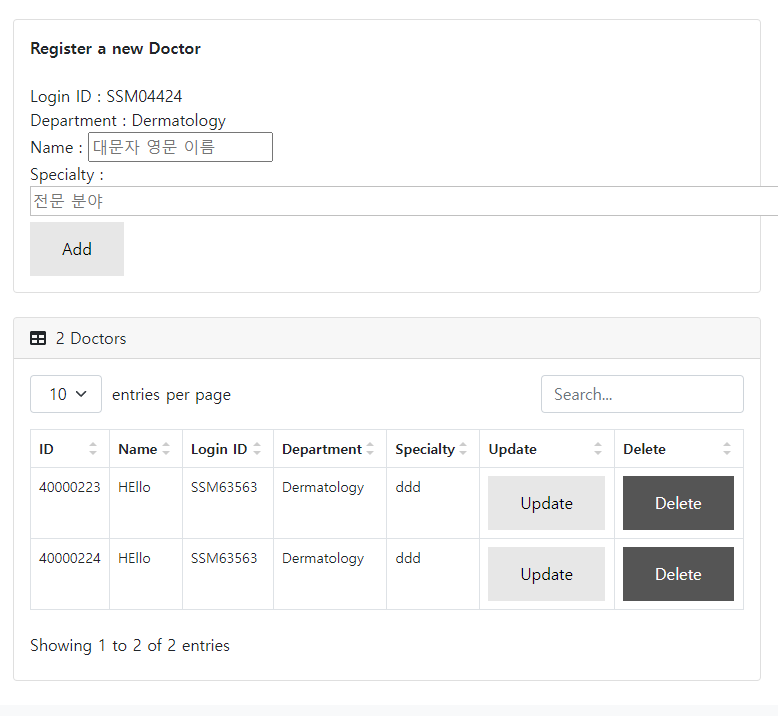 Register a new Doctor
Login ID : SSM04424
Department : Dermatology
Name : 대문자 영문 이름
Specialty :
전문 분야
Add
2 Doctors
10 entries per page Search...
ID Name Login ID Department Specialty Update Delete
40000223 HEllo SSM63563 Dermatology ddd Update Delete
40000224 HEllo SSM63563 Dermatology ddd Update Delete
Showing 1 to 2 of 2 entries